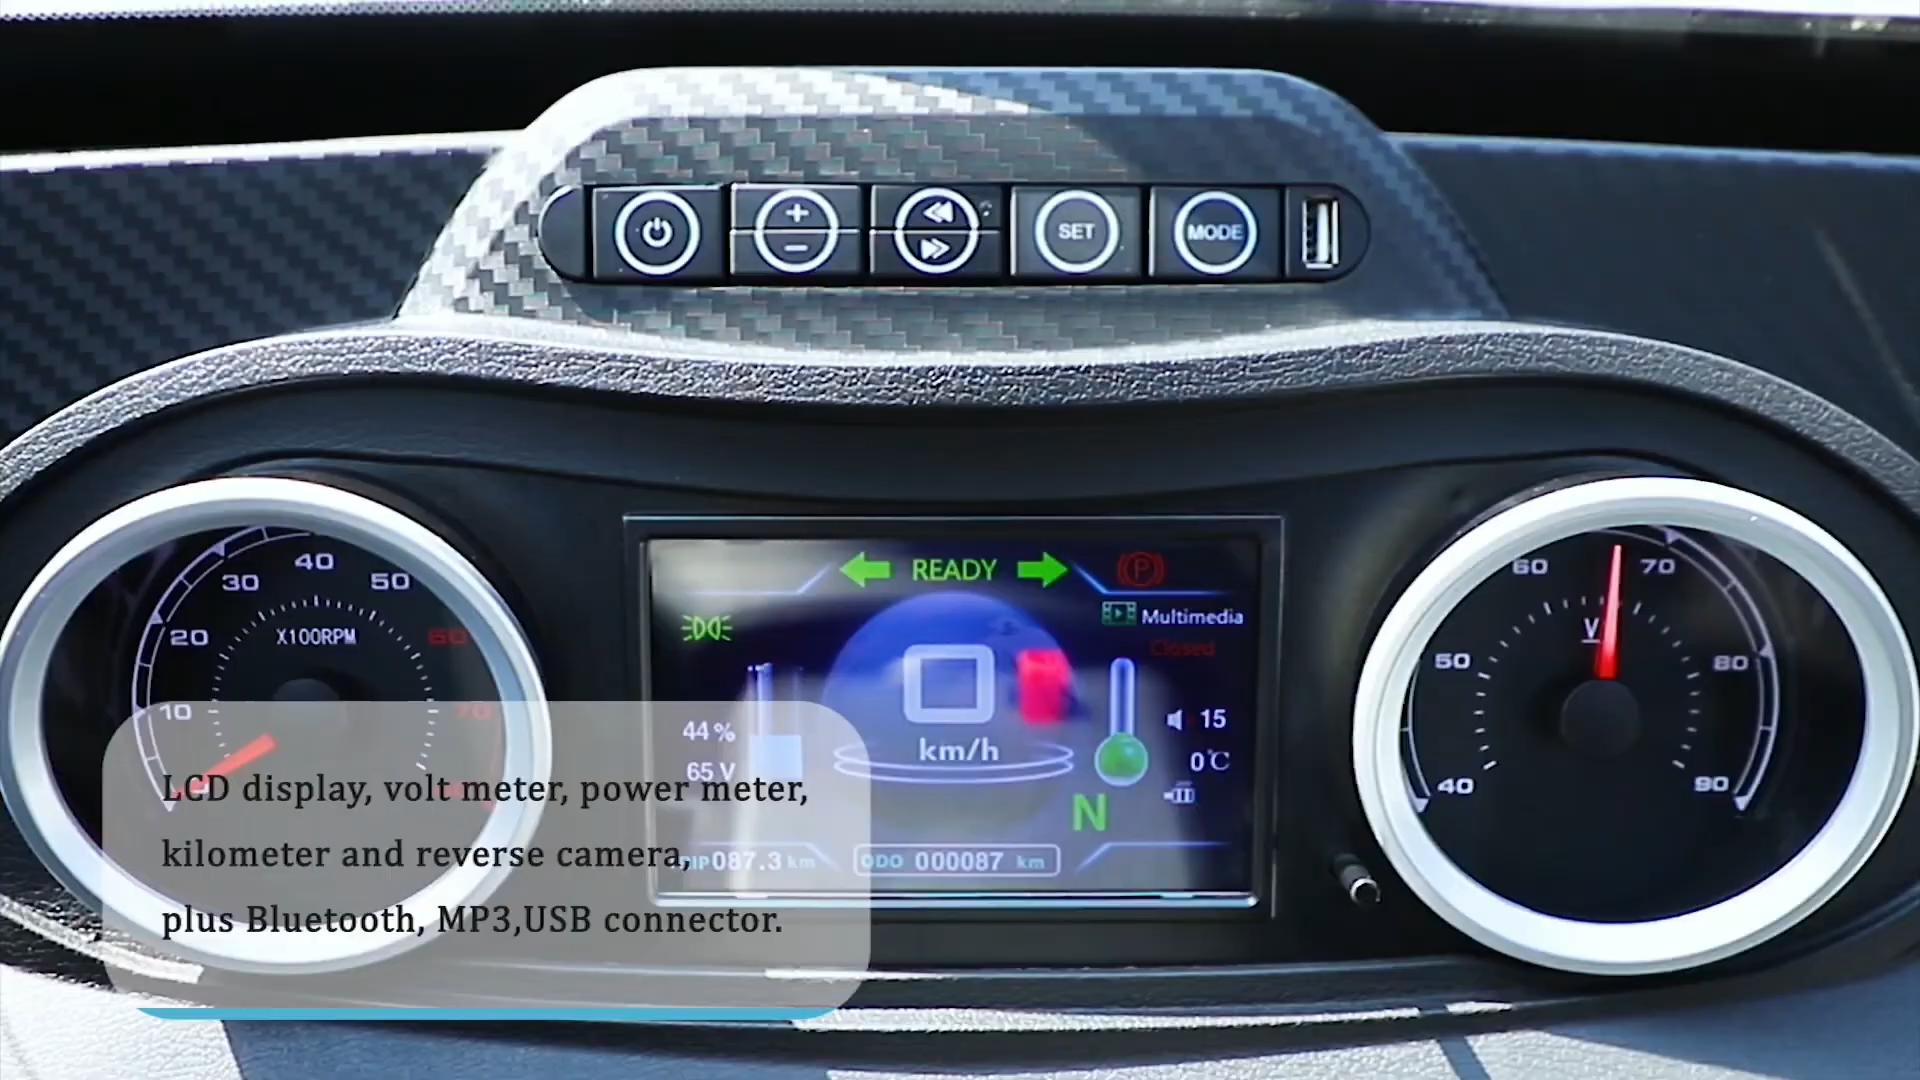 SET MODE
READY
P
Multimedia
Closed
40
30 50
20 60
X100RPM
10 70
60 70
V
50 80
40 90
44%
65 V
km/h
15
0℃
N
087.3 km
ODO 000087 km
LCD display, volt meter, power meter,
kilometer and reverse camera,
plus Bluetooth, MP3,USB connector.